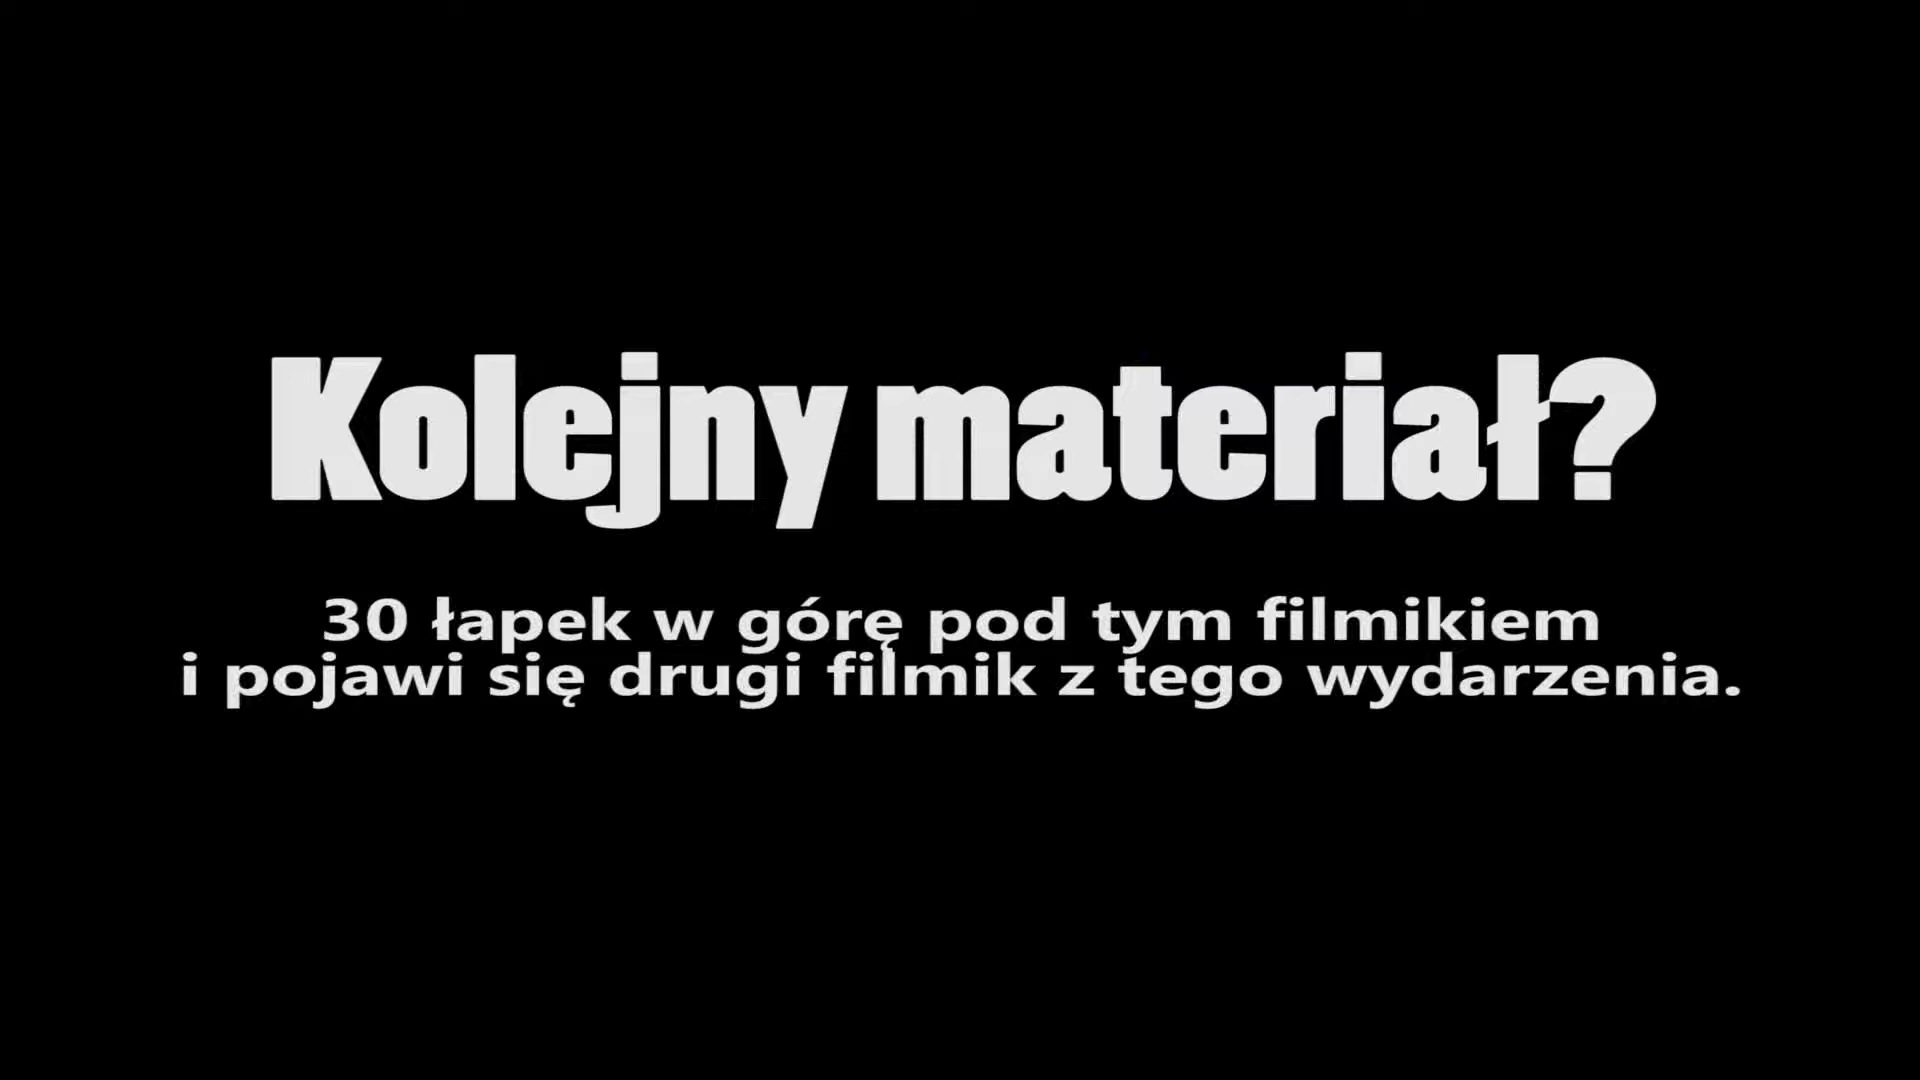 Kolejny materiał?
30 łapek w górę pod tym filmikiem
i pojawi się drugi filmik z tego wydarzenia.